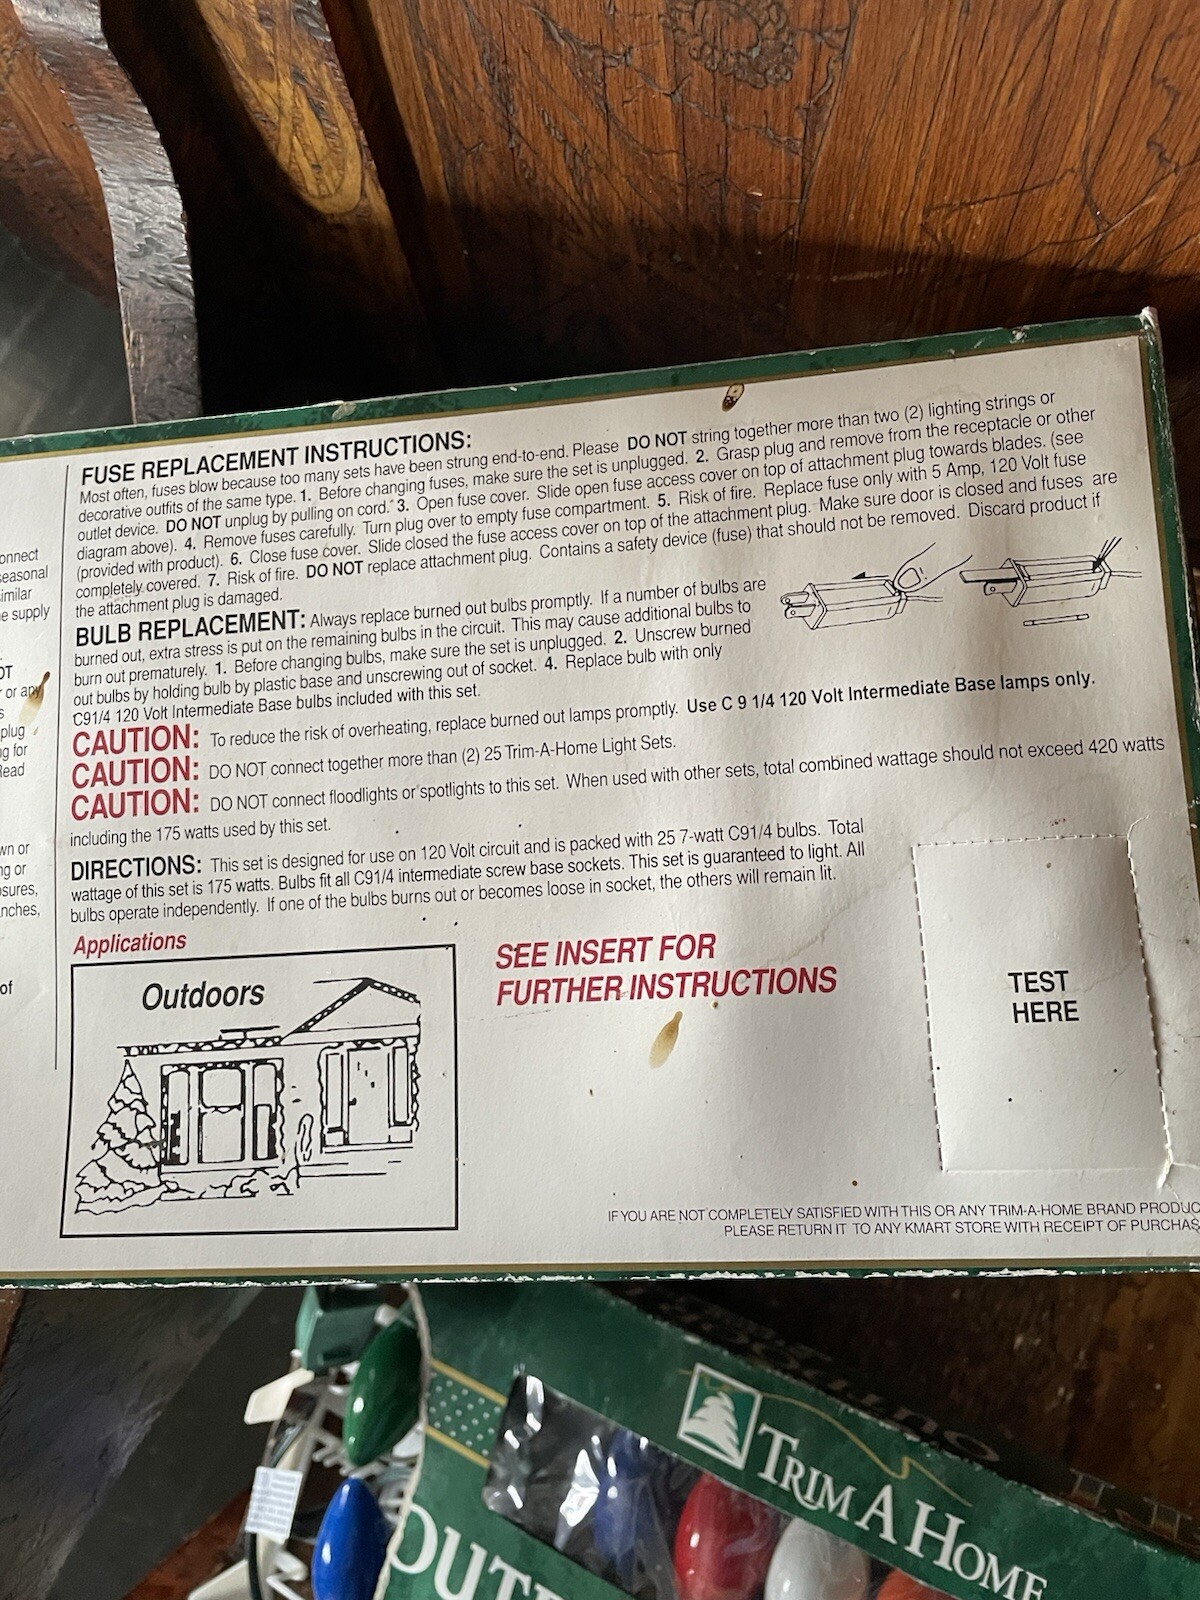 onnect
seasonal
similar
e supply
OT
or any
s
plug
ng for
Read
wn or
ng or
osures,
nches,
of
FUSE REPLACEMENT INSTRUCTIONS:
Most often, fuses blow because too many sets have been strung end-to-end. Please DO NOT string together more than two (2) lighting strings or
decorative outfits of the same type. 1. Before changing fuses, make sure the set is unplugged. 2. Grasp plug and remove from the receptacle or other
outlet device. DO NOT unplug by pulling on cord. 3. Open fuse cover. Slide open fuse access cover on top of attachment plug towards blades. (see
diagram above). 4. Remove fuses carefully. Turn plug over to empty fuse compartment. 5. Risk of fire. Replace fuse only with 5 Amp, 120 Volt fuse
(provided with product). 6. Close fuse cover. Slide closed the fuse access cover on top of the attachment plug. Make sure door is closed and fuses are
completely covered. 7. Risk of fire. DO NOT replace attachment plug. Contains a safety device (fuse) that should not be removed. Discard product if
the attachment plug is damaged.
BULB REPLACEMENT: Always replace burned out bulbs promptly. If a number of bulbs are
burned out, extra stress is put on the remaining bulbs in the circuit. This may cause additional bulbs to
burn out prematurely. 1. Before changing bulbs, make sure the set is unplugged. 2. Unscrew burned
out bulbs by holding bulb by plastic base and unscrewing out of socket. 4. Replace bulb with only
C91/4 120 Volt Intermediate Base bulbs included with this set.
CAUTION: To reduce the risk of overheating, replace burned out lamps promptly. Use C 9 1/4 120 Volt Intermediate Base lamps only.
CAUTION: DO NOT connect together more than (2) 25 Trim-A-Home Light Sets.
CAUTION: DO NOT connect floodlights or spotlights to this set. When used with other sets, total combined wattage should not exceed 420 watts
including the 175 watts used by this set.
DIRECTIONS: This set is designed for use on 120 Volt circuit and is packed with 25 7-watt C91/4 bulbs. Total
wattage of this set is 175 watts. Bulbs fit all C91/4 intermediate screw base sockets. This set is guaranteed to light. All
bulbs operate independently. If one of the bulbs burns out or becomes loose in socket, the others will remain lit.
Applications
Outdoors
SEE INSERT FOR
FURTHER INSTRUCTIONS
TEST
HERE
IF YOU ARE NOT COMPLETELY SATISFIED WITH THIS OR ANY TRIM-A-HOME BRAND PRODUC
PLEASE RETURN IT TO ANY KMART STORE WITH RECEIPT OF PURCHAS
TRIM A HOME
OUT